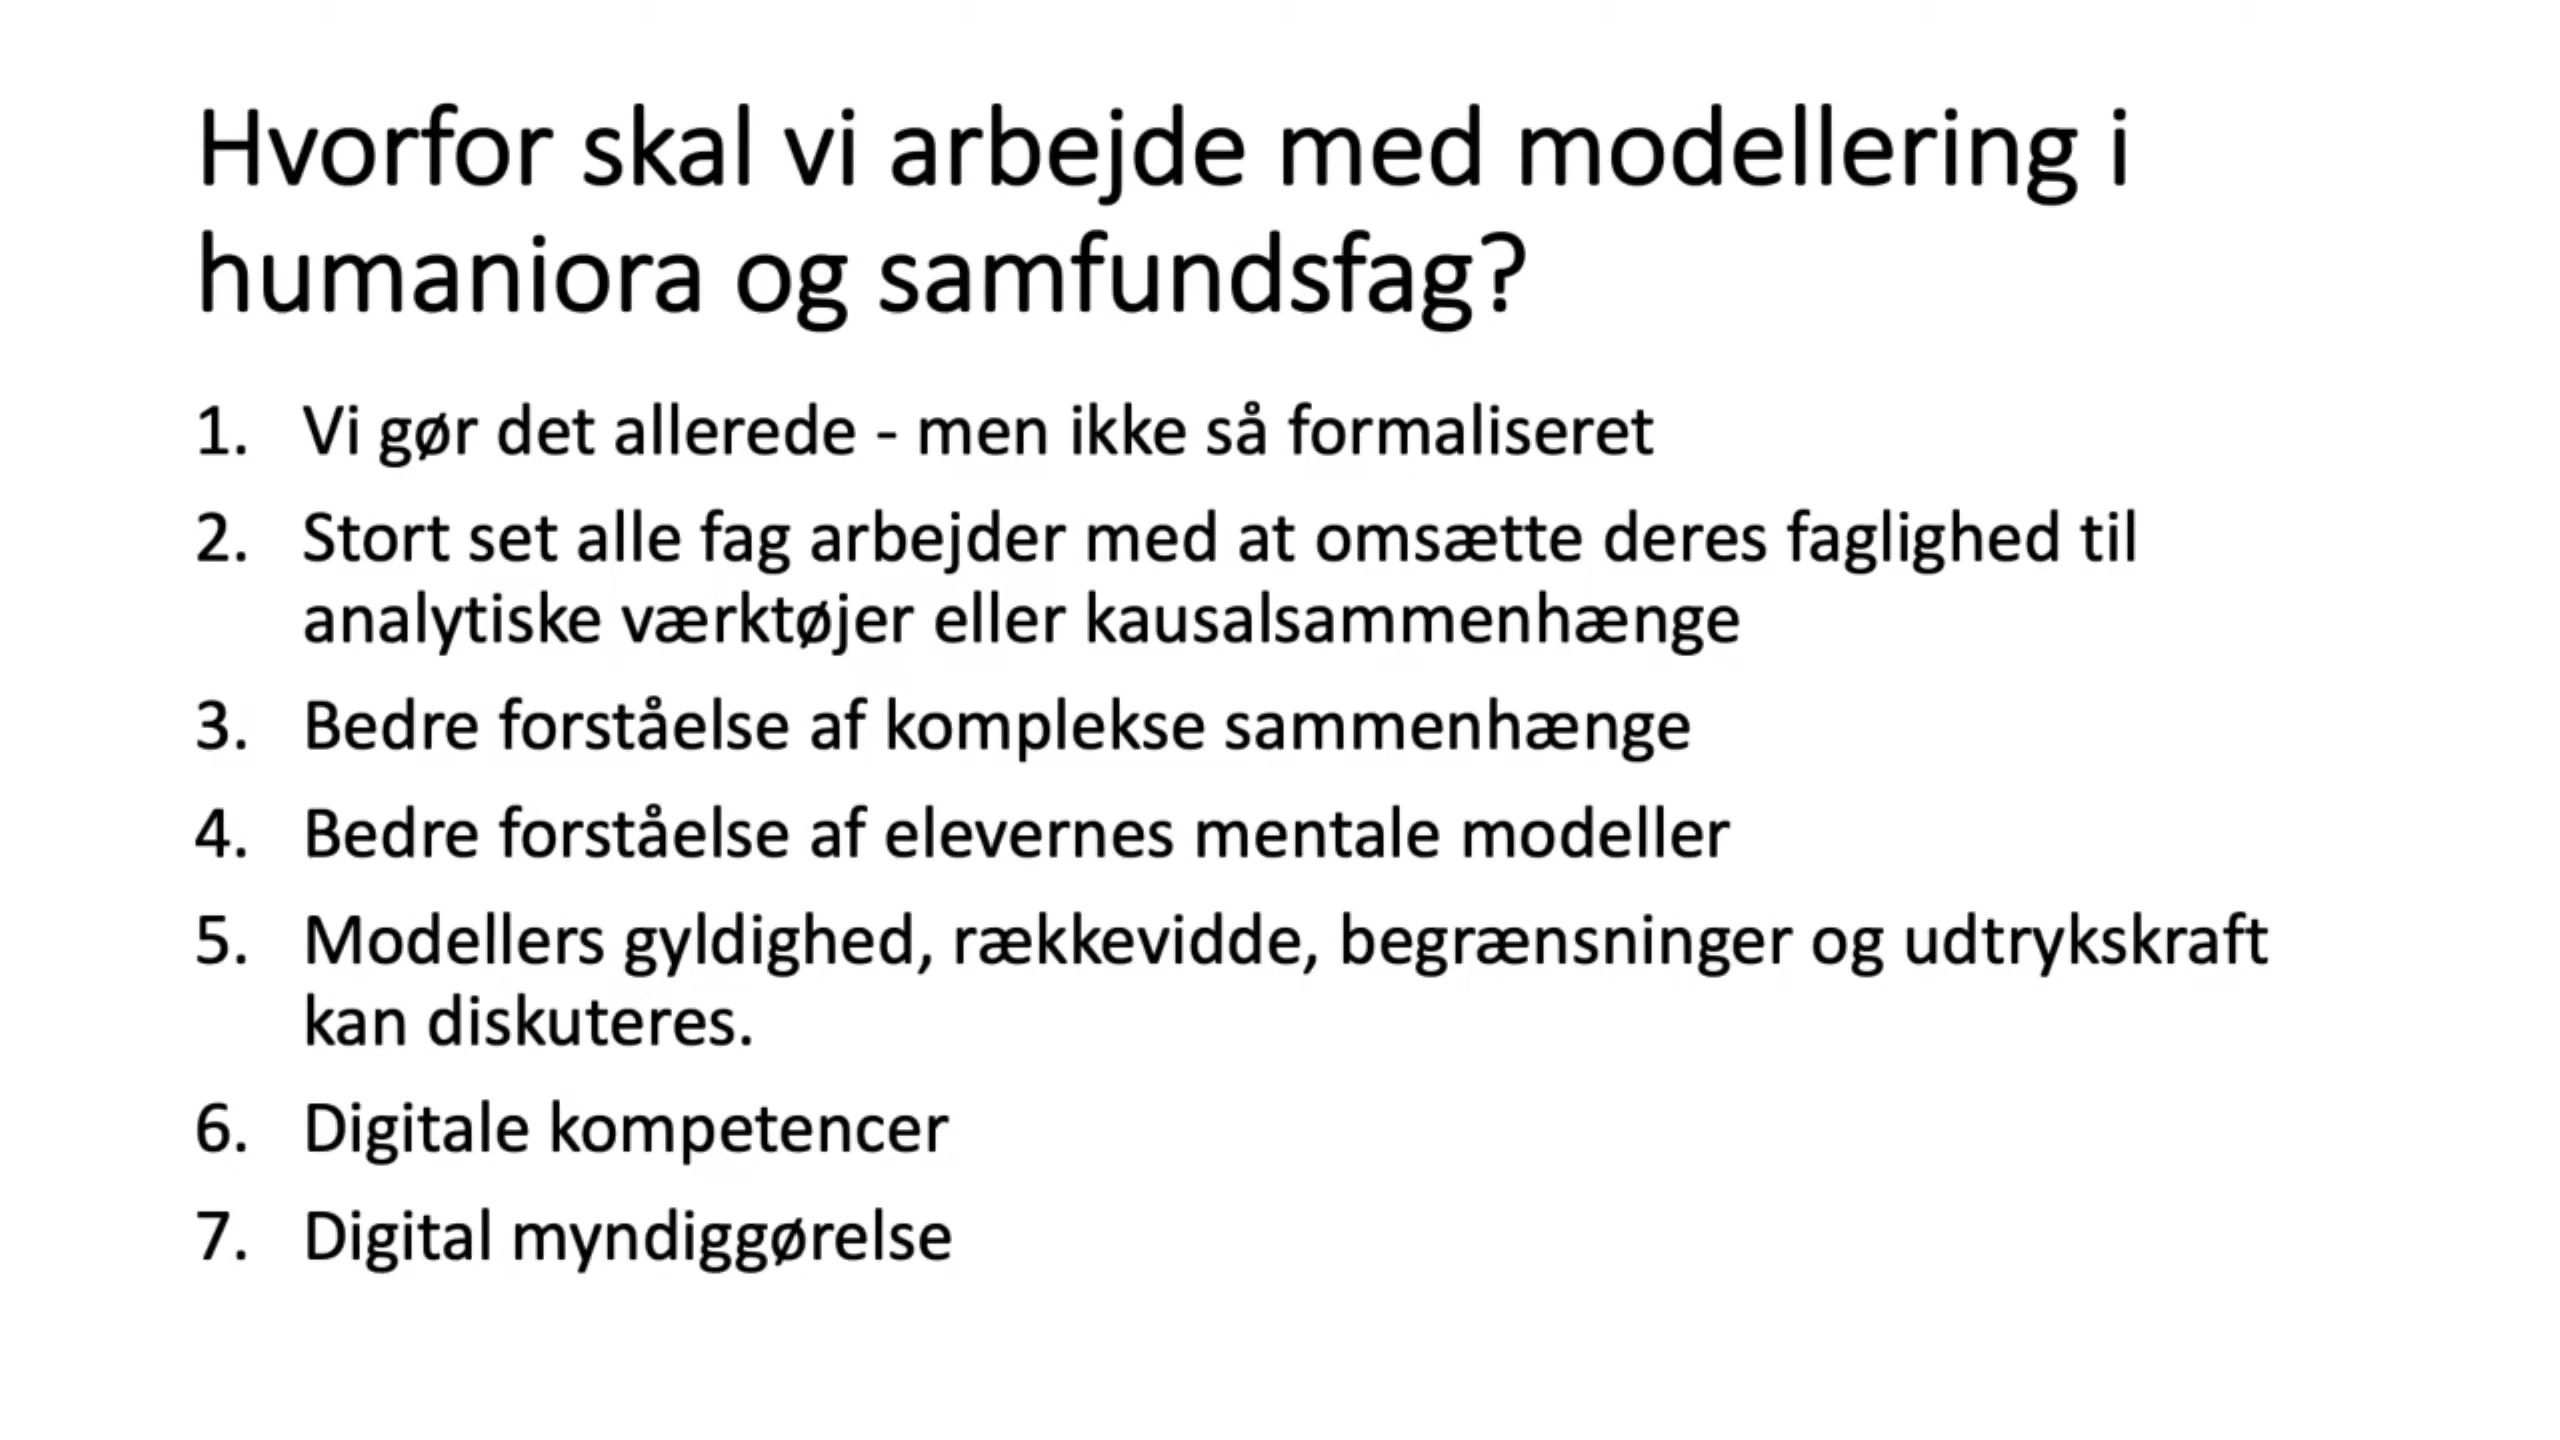 Hvorfor skal vi arbejde med modellering i
humaniora og samfundsfag?
1. Vi gør det allerede - men ikke så formaliseret
2. Stort set alle fag arbejder med at omsætte deres faglighed til
analytiske værktøjer eller kausalsammenhænge
3. Bedre forståelse af komplekse sammenhænge
4. Bedre forståelse af elevernes mentale modeller
5. Modellers gyldighed, rækkevidde, begrænsninger og udtrykskraft
kan diskuteres.
6. Digitale kompetencer
7. Digital myndiggørelse